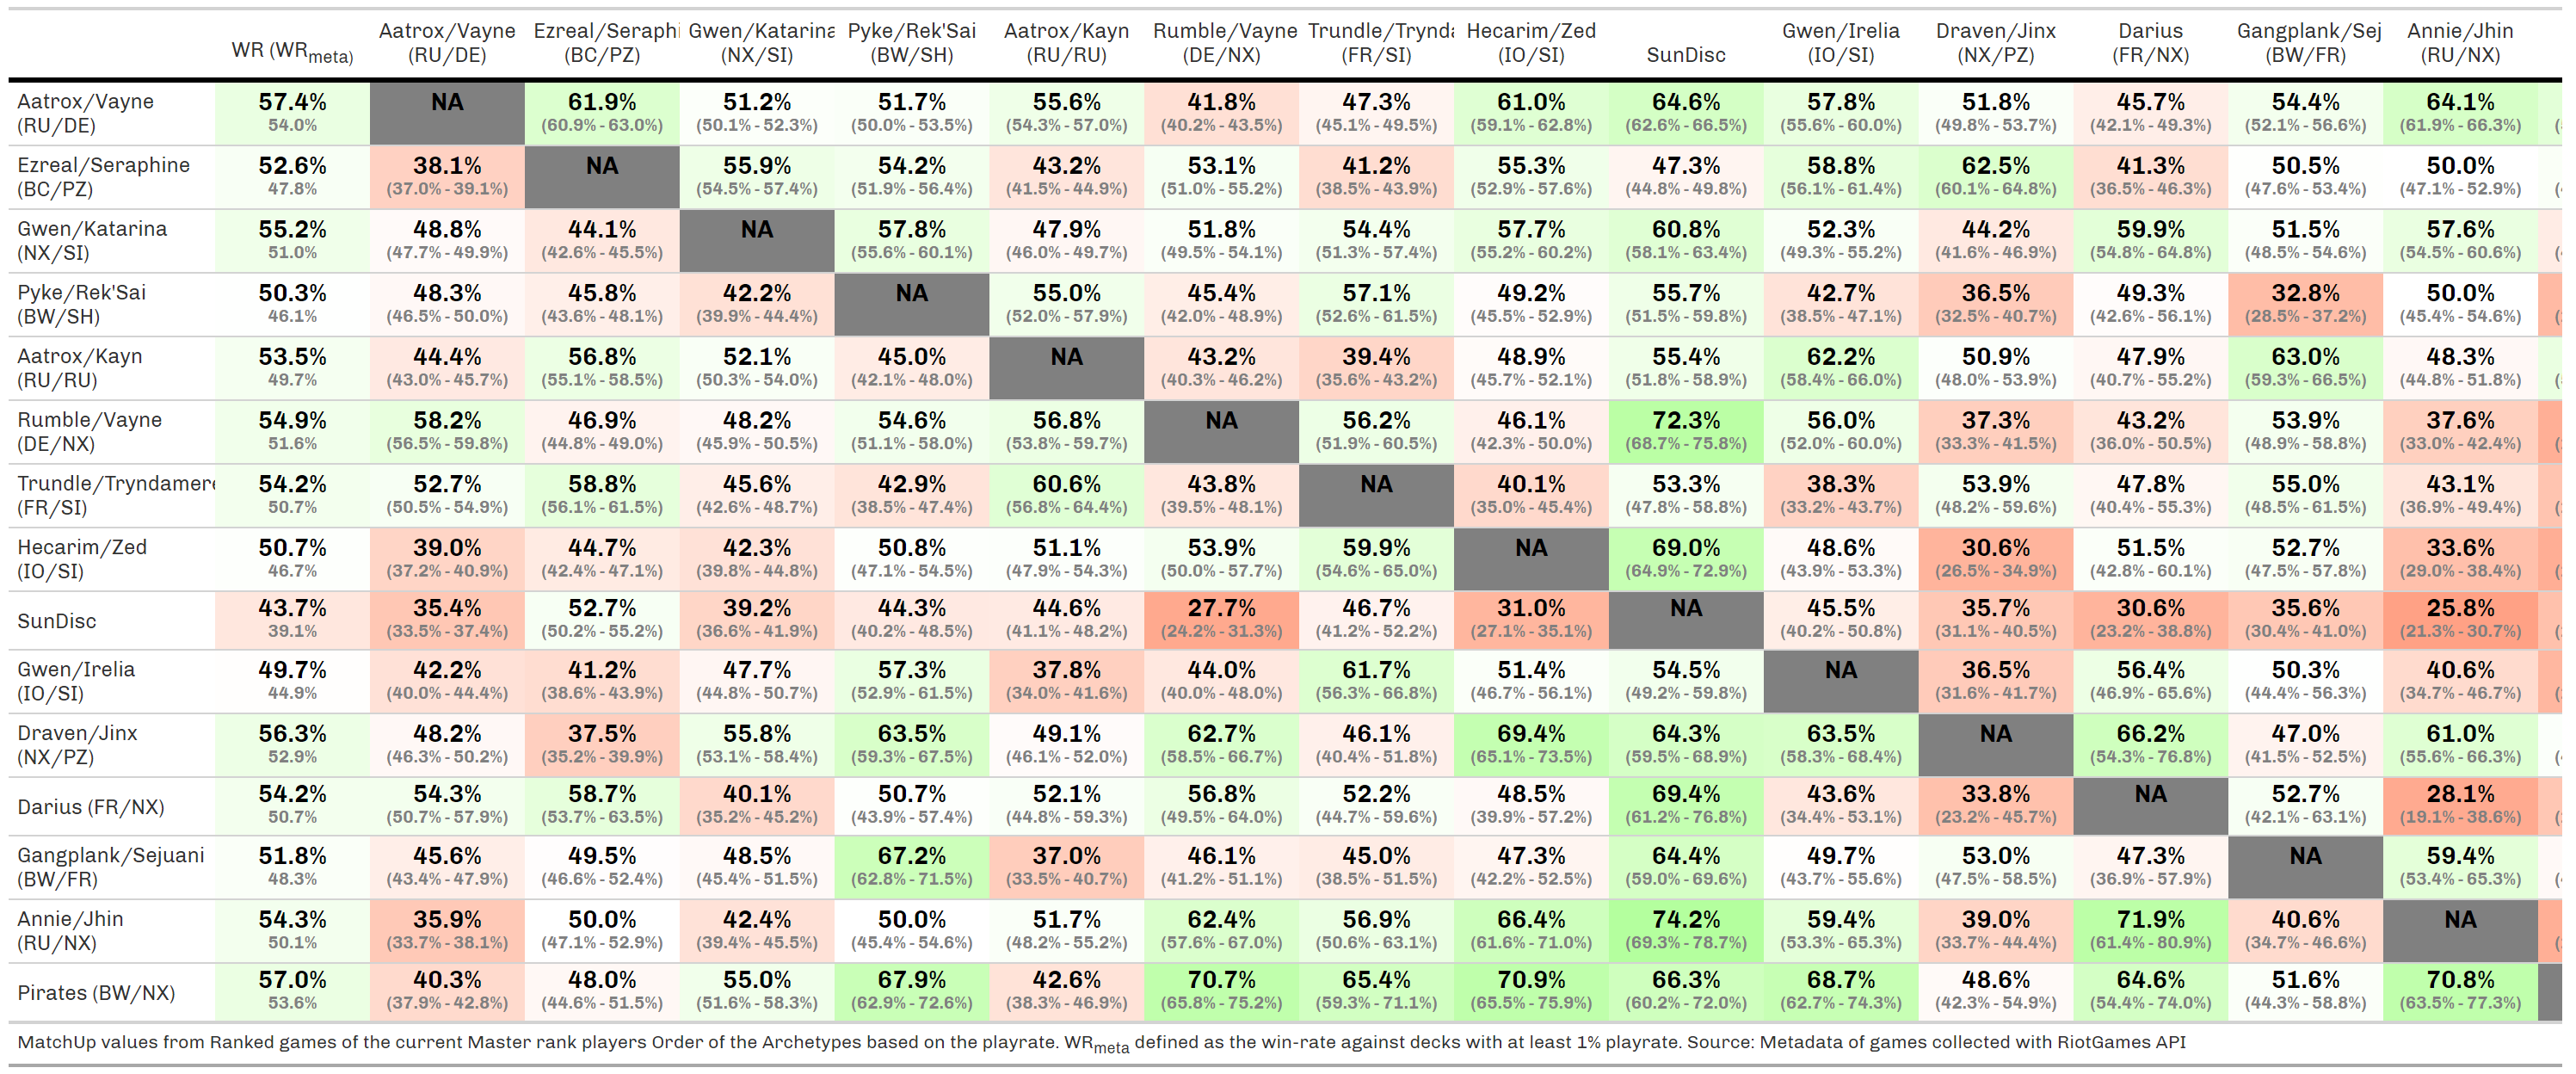 WR (WRmeta) Aatrox/Vayne (RU/DE) Ezreal/Seraphi (BC/PZ) Gwen/Katarina (NX/SI) Pyke/Rek'Sai (BW/SH) Aatrox/Kayn (RU/RU) Rumble/Vayne (DE/NX) Trundle/Trynda (FR/SI) Hecarim/Zed (IO/SI) SunDisc Gwen/Irelia (IO/SI) Draven/Jinx (NX/PZ) Darius (FR/NX) Gangplank/Sej (BW/FR) Annie/Jhin (RU/NX)
Aatrox/Vayne 57.4% NA 61.9% 51.2% 51.7% 55.6% 41.8% 47.3% 61.0% 64.6% 57.8% 51.8% 45.7% 54.4% 64.1%
(RU/DE) 54.0% (60.9% - 63.0%) (50.1% - 52.3%) (50.0% - 53.5%) (54.3% - 57.0%) (40.2% - 43.5%) (45.1% - 49.5%) (59.1% - 62.8%) (62.6% - 66.5%) (55.6% - 60.0%) (49.8% - 53.7%) (42.1% - 49.3%) (52.1% - 56.6%) (61.9% - 66.3%)
Ezreal/Seraphine 52.6% 38.1% NA 55.9% 54.2% 43.2% 53.1% 41.2% 55.3% 47.3% 58.8% 62.5% 41.3% 50.5% 50.0%
(BC/PZ) 47.8% (37.0% - 39.1%) (54.5% - 57.4%) (51.9% - 56.4%) (41.5% - 44.9%) (51.0% - 55.2%) (38.5% - 43.9%) (52.9% - 57.6%) (44.8% - 49.8%) (56.1% - 61.4%) (60.1% - 64.8%) (36.5% - 46.3%) (47.6% - 53.4%) (47.1% - 52.9%)
Gwen/Katarina 55.2% 48.8% 44.1% NA 57.8% 47.9% 51.8% 54.4% 57.7% 60.8% 52.3% 44.2% 59.9% 51.5% 57.6%
(NX/SI) 51.0% (47.7% - 49.9%) (42.6% - 45.5%) (55.6% - 60.1%) (46.0% - 49.7%) (49.5% - 54.1%) (51.3% - 57.4%) (55.2% - 60.2%) (58.1% - 63.4%) (49.3% - 55.2%) (41.6% - 46.9%) (54.8% - 64.8%) (48.5% - 54.6%) (54.5% - 60.6%)
Pyke/Rek'Sai 50.3% 48.3% 45.8% 42.2% NA 55.0% 45.4% 57.1% 49.2% 55.7% 42.7% 36.5% 49.3% 32.8% 50.0%
(BW/SH) 46.1% (46.5% - 50.0%) (43.6% - 48.1%) (39.9% - 44.4%) (52.0% - 57.9%) (42.0% - 48.9%) (52.6% - 61.5%) (45.5% - 52.9%) (51.5% - 59.8%) (38.5% - 47.1%) (32.5% - 40.7%) (42.6% - 56.1%) (28.5% - 37.2%) (45.4% - 54.6%)
Aatrox/Kayn 53.5% 44.4% 56.8% 52.1% 45.0% NA 43.2% 39.4% 48.9% 55.4% 62.2% 50.9% 47.9% 63.0% 48.3%
(RU/RU) 49.7% (43.0% - 45.7%) (55.1% - 58.5%) (50.3% - 54.0%) (42.1% - 48.0%) (40.3% - 46.2%) (35.6% - 43.2%) (45.7% - 52.1%) (51.8% - 58.9%) (58.4% - 66.0%) (48.0% - 53.9%) (40.7% - 55.2%) (59.3% - 66.5%) (44.8% - 51.8%)
Rumble/Vayne 54.9% 58.2% 46.9% 48.2% 54.6% 56.8% NA 56.2% 46.1% 72.3% 56.0% 37.3% 43.2% 53.9% 37.6%
(DE/NX) 51.6% (56.5% - 59.8%) (44.8% - 49.0%) (45.9% - 50.5%) (51.1% - 58.0%) (53.8% - 59.7%) (51.9% - 60.5%) (42.3% - 50.0%) (68.7% - 75.8%) (52.0% - 60.0%) (33.3% - 41.5%) (36.0% - 50.5%) (48.9% - 58.8%) (33.0% - 42.4%)
Trundle/Tryndamere 54.2% 52.7% 58.8% 45.6% 42.9% 60.6% 43.8% NA 40.1% 53.3% 38.3% 53.9% 47.8% 55.0% 43.1%
(FR/SI) 50.7% (50.5% - 54.9%) (56.1% - 61.5%) (42.6% - 48.7%) (38.5% - 47.4%) (56.8% - 64.4%) (39.5% - 48.1%) (35.0% - 45.4%) (47.8% - 58.8%) (33.2% - 43.7%) (48.2% - 59.6%) (40.4% - 55.3%) (48.5% - 61.5%) (36.9% - 49.4%)
Hecarim/Zed 50.7% 39.0% 44.7% 42.3% 50.8% 51.1% 53.9% 59.9% NA 69.0% 48.6% 30.6% 51.5% 52.7% 33.6%
(IO/SI) 46.7% (37.2% - 40.9%) (42.4% - 47.1%) (39.8% - 44.8%) (47.1% - 54.5%) (47.9% - 54.3%) (50.0% - 57.7%) (54.6% - 65.0%) (64.9% - 72.9%) (43.9% - 53.3%) (26.5% - 34.9%) (42.8% - 60.1%) (47.5% - 57.8%) (29.0% - 38.4%)
SunDisc 43.7% 35.4% 52.7% 39.2% 44.3% 44.6% 27.7% 46.7% 31.0% NA 45.5% 35.7% 30.6% 35.6% 25.8%
39.1% (33.5% - 37.4%) (50.2% - 55.2%) (36.6% - 41.9%) (40.2% - 48.5%) (41.1% - 48.2%) (24.2% - 31.3%) (41.2% - 52.2%) (27.1% - 35.1%) (40.2% - 50.8%) (31.1% - 40.5%) (23.2% - 38.8%) (30.4% - 41.0%) (21.3% - 30.7%)
Gwen/Irelia 49.7% 42.2% 41.2% 47.7% 57.3% 37.8% 44.0% 61.7% 51.4% 54.5% NA 36.5% 56.4% 50.3% 40.6%
(IO/SI) 44.9% (40.0% - 44.4%) (38.6% - 43.9%) (44.8% - 50.7%) (52.9% - 61.5%) (34.0% - 41.6%) (40.0% - 48.0%) (56.3% - 66.8%) (46.7% - 56.1%) (49.2% - 59.8%) (31.6% - 41.7%) (46.9% - 65.6%) (44.4% - 56.3%) (34.7% - 46.7%)
Draven/Jinx 56.3% 48.2% 37.5% 55.8% 63.5% 49.1% 62.7% 46.1% 69.4% 64.3% 63.5% NA 66.2% 47.0% 61.0%
(NX/PZ) 52.9% (46.3% - 50.2%) (35.2% - 39.9%) (53.1% - 58.4%) (59.3% - 67.5%) (46.1% - 52.0%) (58.5% - 66.7%) (40.4% - 51.8%) (65.1% - 73.5%) (59.5% - 68.9%) (58.3% - 68.4%) (54.3% - 76.8%) (41.5% - 52.5%) (55.6% - 66.3%)
Darius (FR/NX) 54.2% 54.3% 58.7% 40.1% 50.7% 52.1% 56.8% 52.2% 48.5% 69.4% 43.6% 33.8% NA 52.7% 28.1%
50.7% (50.7% - 57.9%) (53.7% - 63.5%) (35.2% - 45.2%) (43.9% - 57.4%) (44.8% - 59.3%) (49.5% - 64.0%) (44.7% - 59.6%) (39.9% - 57.2%) (61.2% - 76.8%) (34.4% - 53.1%) (23.2% - 45.7%) (42.1% - 63.1%) (19.1% - 38.6%)
Gangplank/Sejuani 51.8% 45.6% 49.5% 48.5% 67.2% 37.0% 46.1% 45.0% 47.3% 64.4% 49.7% 53.0% 47.3% NA 59.4%
(BW/FR) 48.3% (43.4% - 47.9%) (46.6% - 52.4%) (45.4% - 51.5%) (62.8% - 71.5%) (33.5% - 40.7%) (41.2% - 51.1%) (38.5% - 51.5%) (42.2% - 52.5%) (59.0% - 69.6%) (43.7% - 55.6%) (47.5% - 58.5%) (36.9% - 57.9%) (53.4% - 65.3%)
Annie/Jhin 54.3% 35.9% 50.0% 42.4% 50.0% 51.7% 62.4% 56.9% 66.4% 74.2% 59.4% 39.0% 71.9% 40.6% NA
(RU/NX) 50.1% (33.7% - 38.1%) (47.1% - 52.9%) (39.4% - 45.5%) (45.4% - 54.6%) (48.2% - 55.2%) (57.6% - 67.0%) (50.6% - 63.1%) (61.6% - 71.0%) (69.3% - 78.7%) (53.3% - 65.3%) (33.7% - 44.4%) (61.4% - 80.9%) (34.7% - 46.6%)
Pirates (BW/NX) 57.0% 40.3% 48.0% 55.0% 67.9% 42.6% 70.7% 65.4% 70.9% 66.3% 68.7% 48.6% 64.6% 51.6% 70.8%
53.6% (37.9% - 42.8%) (44.6% - 51.5%) (51.6% - 58.3%) (62.9% - 72.6%) (38.3% - 46.9%) (65.8% - 75.2%) (59.3% - 71.1%) (65.5% - 75.9%) (60.2% - 72.0%) (62.7% - 74.3%) (42.3% - 54.9%) (54.4% - 74.0%) (44.3% - 58.8%) (63.5% - 77.3%)
MatchUp values from Ranked games of the current Master rank players Order of the Archetypes based on the playrate. WRmeta defined as the win-rate against decks with at least 1% playrate. Source: Metadata of games collected with RiotGames API